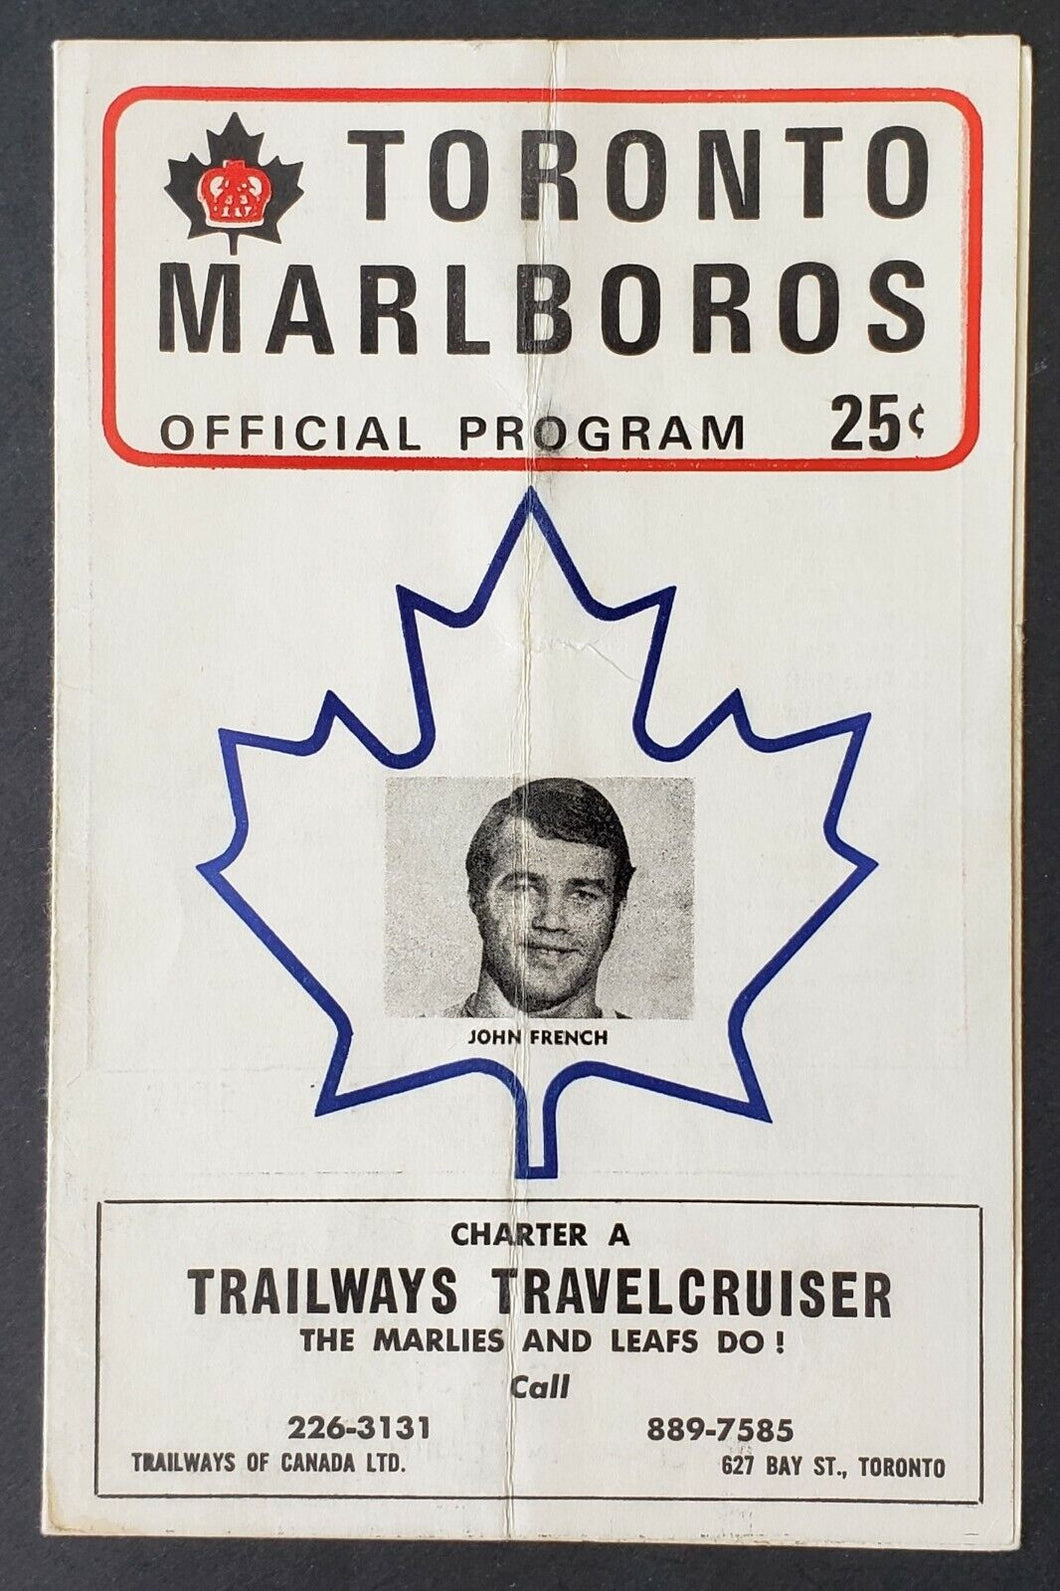 TORONTO
MARLBOROS
OFFICIAL PROGRAM 25¢
JOHN FRENCH
CHARTER A
TRAILWAYS TRAVELCRUISER
THE MARLIES AND LEAFS DO !
Call
226-3131 889-7585
TRAILWAYS OF CANADA LTD. 627 BAY ST., TORONTO